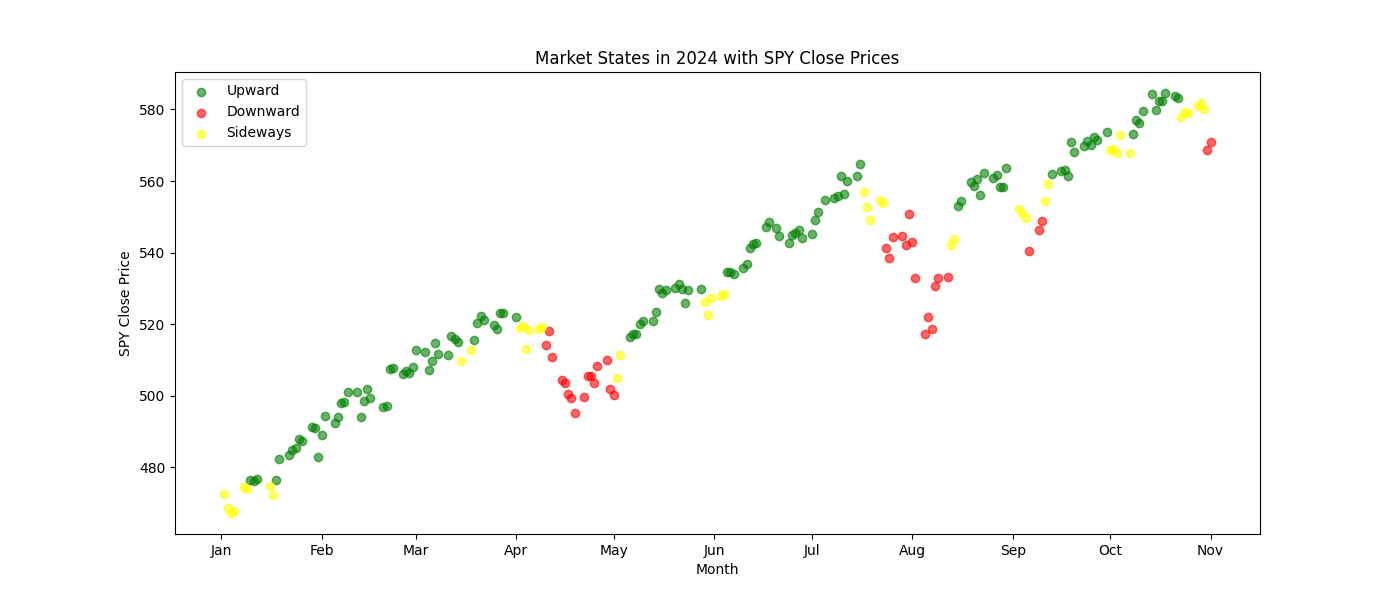 Market States in 2024 with SPY Close Prices
Upward
Downward
Sideways
SPY Close Price
580
560
540
520
500
480
Jan Feb Mar Apr May Jun Jul Aug Sep Oct Nov
Month